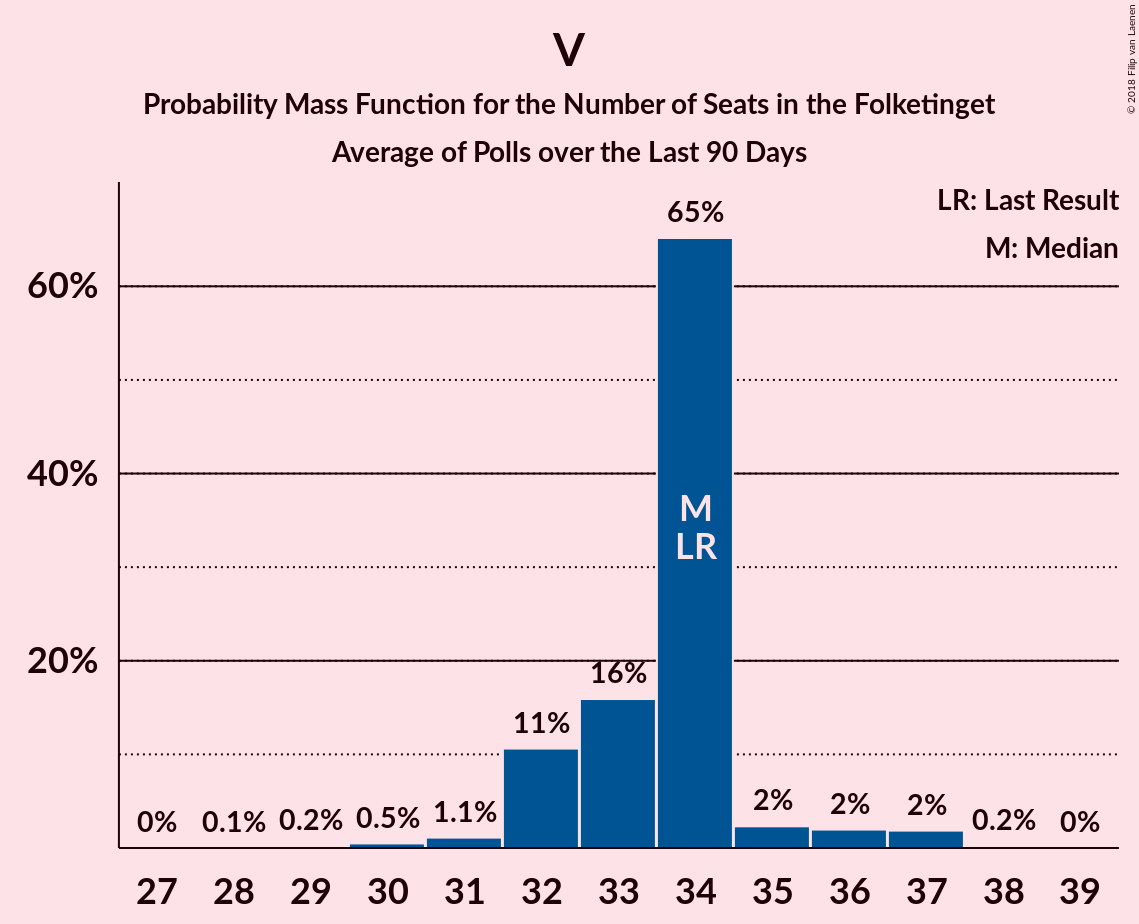 V
Probability Mass Function for the Number of Seats in the Folketinget
Average of Polls over the Last 90 Days
© 2018 Filip van Laenen
LR: Last Result
M: Median
60%
40%
20%
0%
0.1%
0.2%
0.5%
1.1%
11%
16%
65%
M
LR
2%
2%
2%
0.2%
0%
27 28 29 30 31 32 33 34 35 36 37 38 39